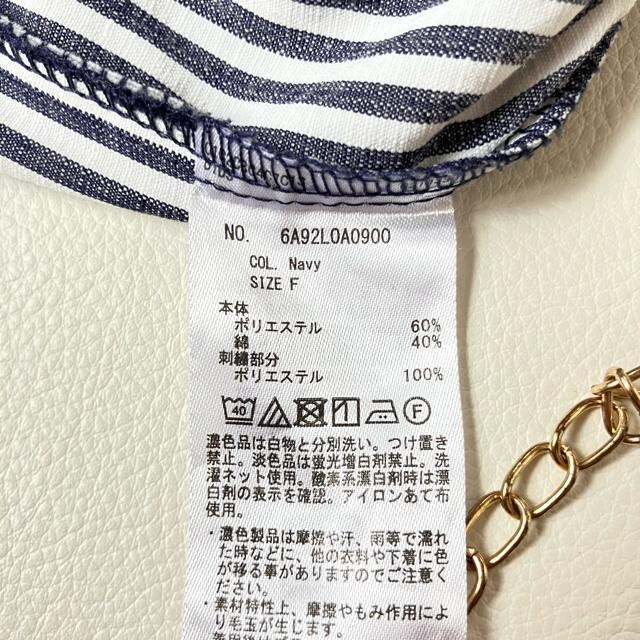 NO. 6A92L0A0900
COL. Navy
SIZE F
本体
ポリエステル 60%
綿 40%
刺繍部分
ポリエステル 100%
40 F
濃色品は白物と分別洗い。つけ置き
禁止。淡色品は蛍光増白剤禁止。洗
濯ネット使用。酸素系漂白剤時は漂
白剤の表示を確認。アイロンあて布
使用。
・濃色製品は摩擦や汗、雨等で濡れ
た時などに、他の衣料や下着に色
が移る事がありますのでご注意く
ださい。
・素材特性上、摩擦やもみ作用によ
り毛玉が生じ